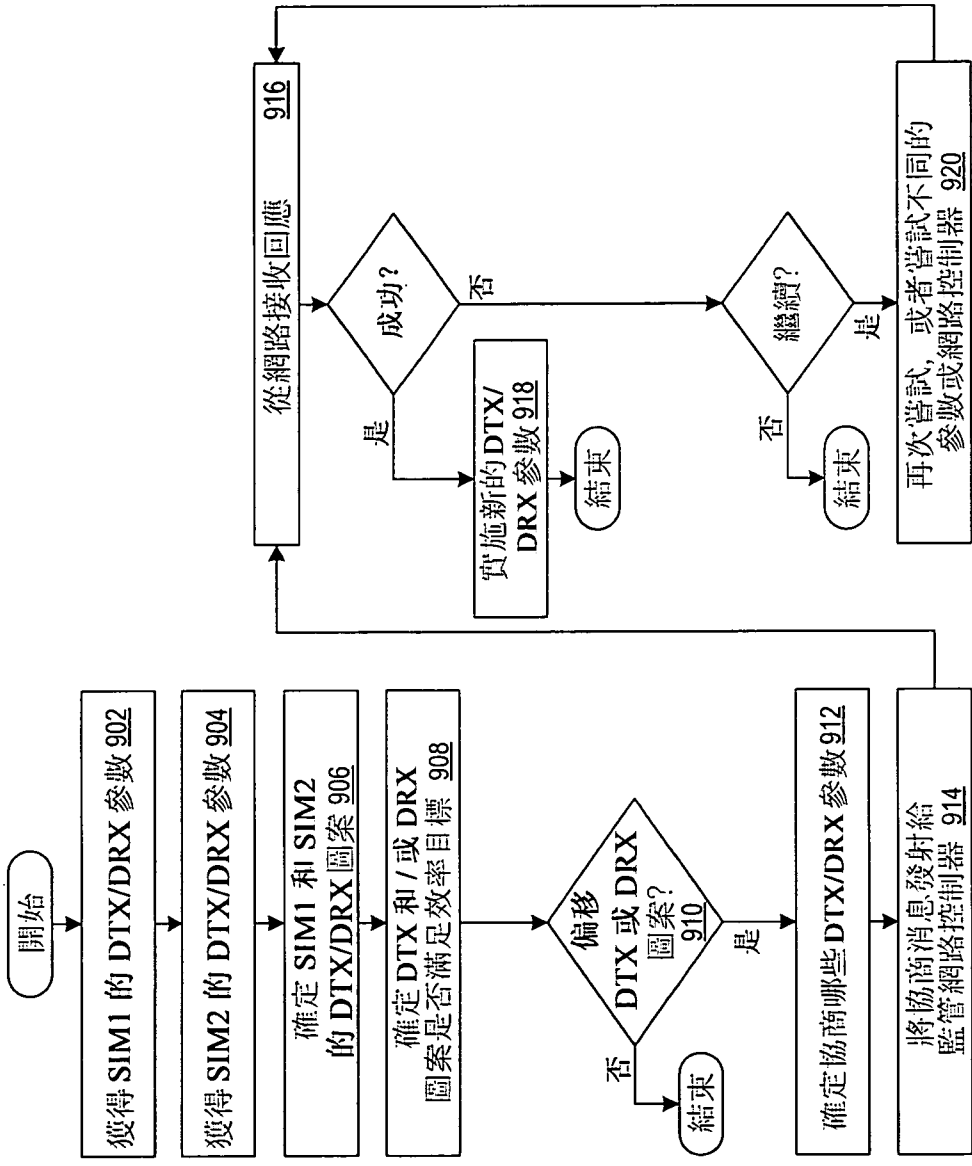 開始
獲得 SIM1 的 DTX/DRX 參數 902
獲得 SIM2 的 DTX/DRX 參數 904
確定 SIM1 和 SIM2
的 DTX/DRX 圖案 906
確定 DTX 和 / 或 DRX
圖案是否滿足效率目標 908
偏移
DTX 或 DRX
圖案?
910
否
結束
是
確定協商哪些 DTX/DRX 參數 912
將協商消息發射給
監管網路控制器 914
從網路接收回應 916
成功?
是
否
實施新的 DTX/
DRX 參數 918
結束
繼續?
否
結束
是
再次嘗試，或者嘗試不同的
參數或網路控制器 920